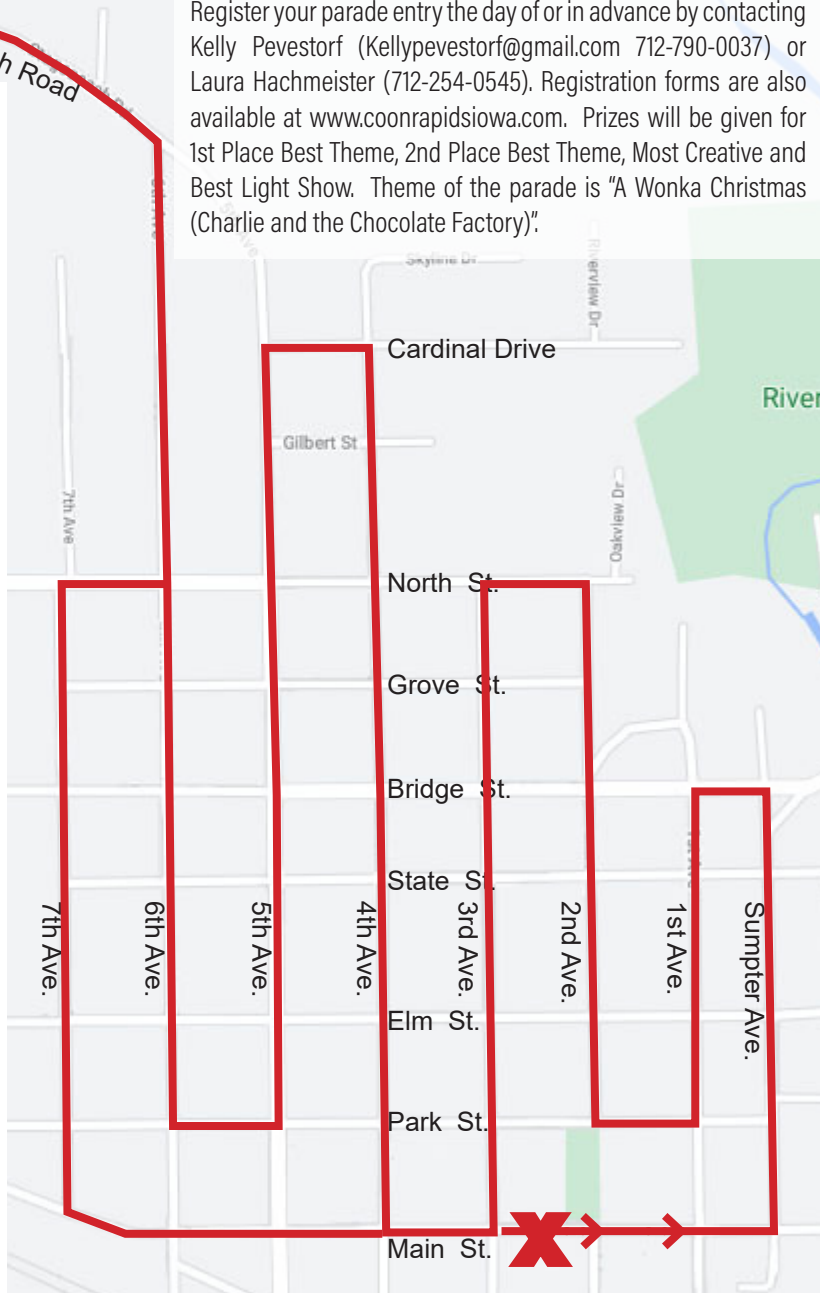 Register your parade entry the day of or in advance by contacting
Kelly Pevestorf (Kellypevestorf@gmail.com 712-790-0037) or
Laura Hachmeister (712-254-0545). Registration forms are also
available at www.coonrapidsiowa.com. Prizes will be given for
1st Place Best Theme, 2nd Place Best Theme, Most Creative and
Best Light Show. Theme of the parade is “A Wonka Christmas
(Charlie and the Chocolate Factory)”.
h Road
Skyline Dr
Riverview Dr
Cardinal Drive
River
Gilbert St
7th Ave
Oakview Dr
North St.
Grove St.
Bridge St.
1st Ave
State St.
7th Ave.
6th Ave.
5th Ave.
4th Ave.
3rd Ave.
2nd Ave.
1st Ave.
Sumpter Ave.
Elm St.
Park St.
X
Main St.